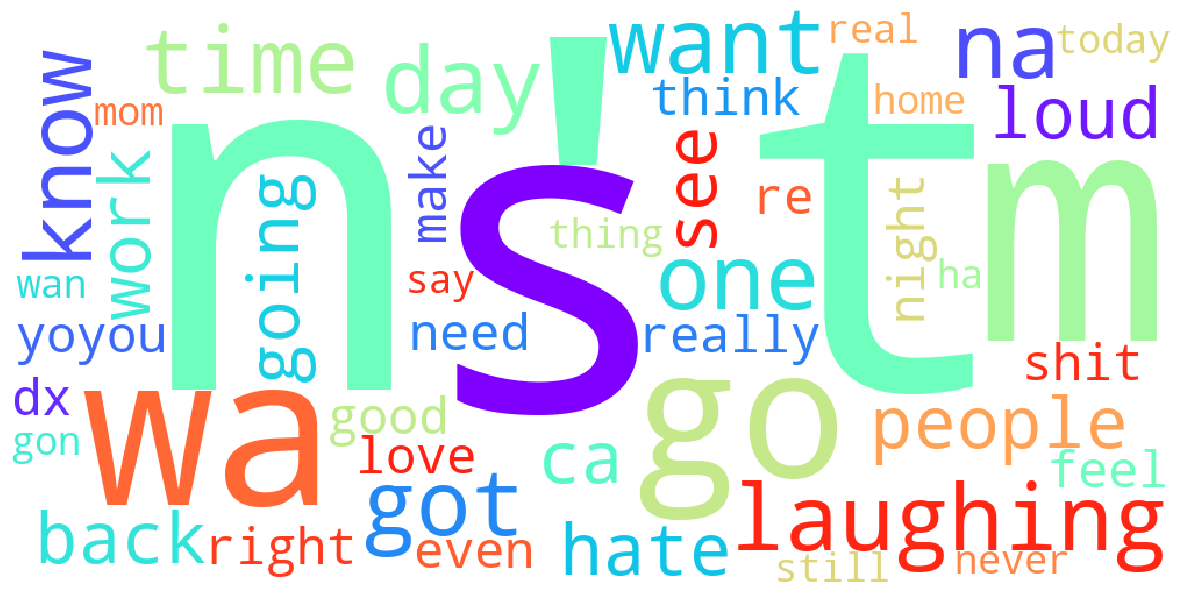 n't
s
m
wa
go
know
time
day
want
real
na
today
think
home
loud
mom
work
going
make
see
re
night
ha
thing
say
one
wan
yoyou
need
really
shit
dx
gon
good
love
ca
people
feel
got
laughing
back
right
even
hate
still
never